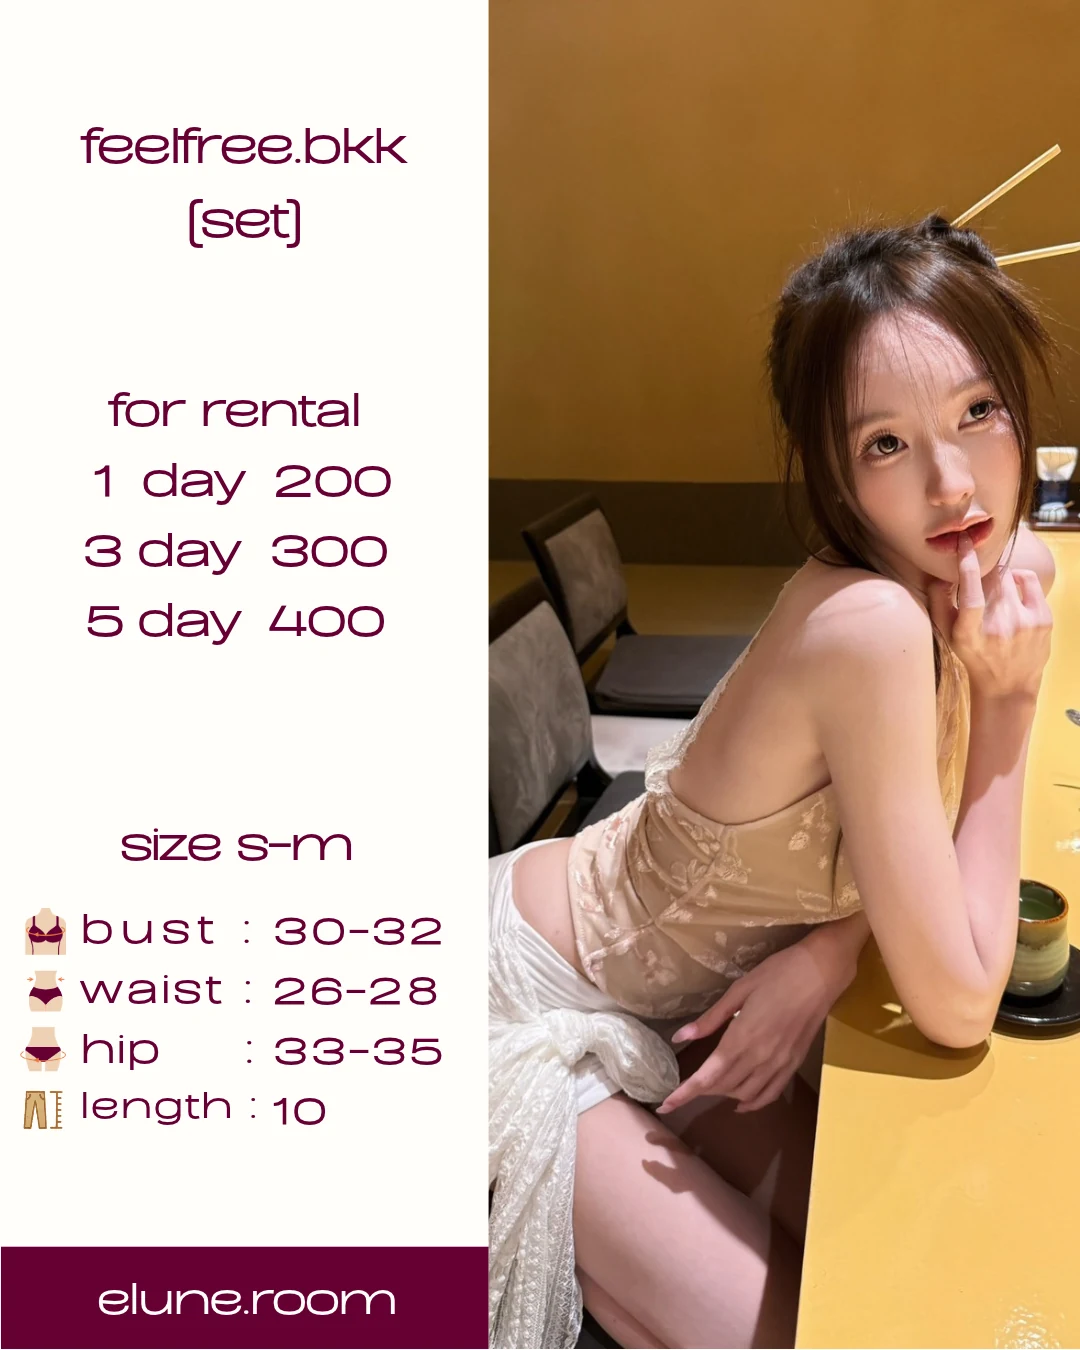 feelfree.bkk
(set)
for rental
1 day 200
3 day 300
5 day 400
size s-m
bust : 30-32
waist : 26-28
hip : 33-35
length : 10
elune.room